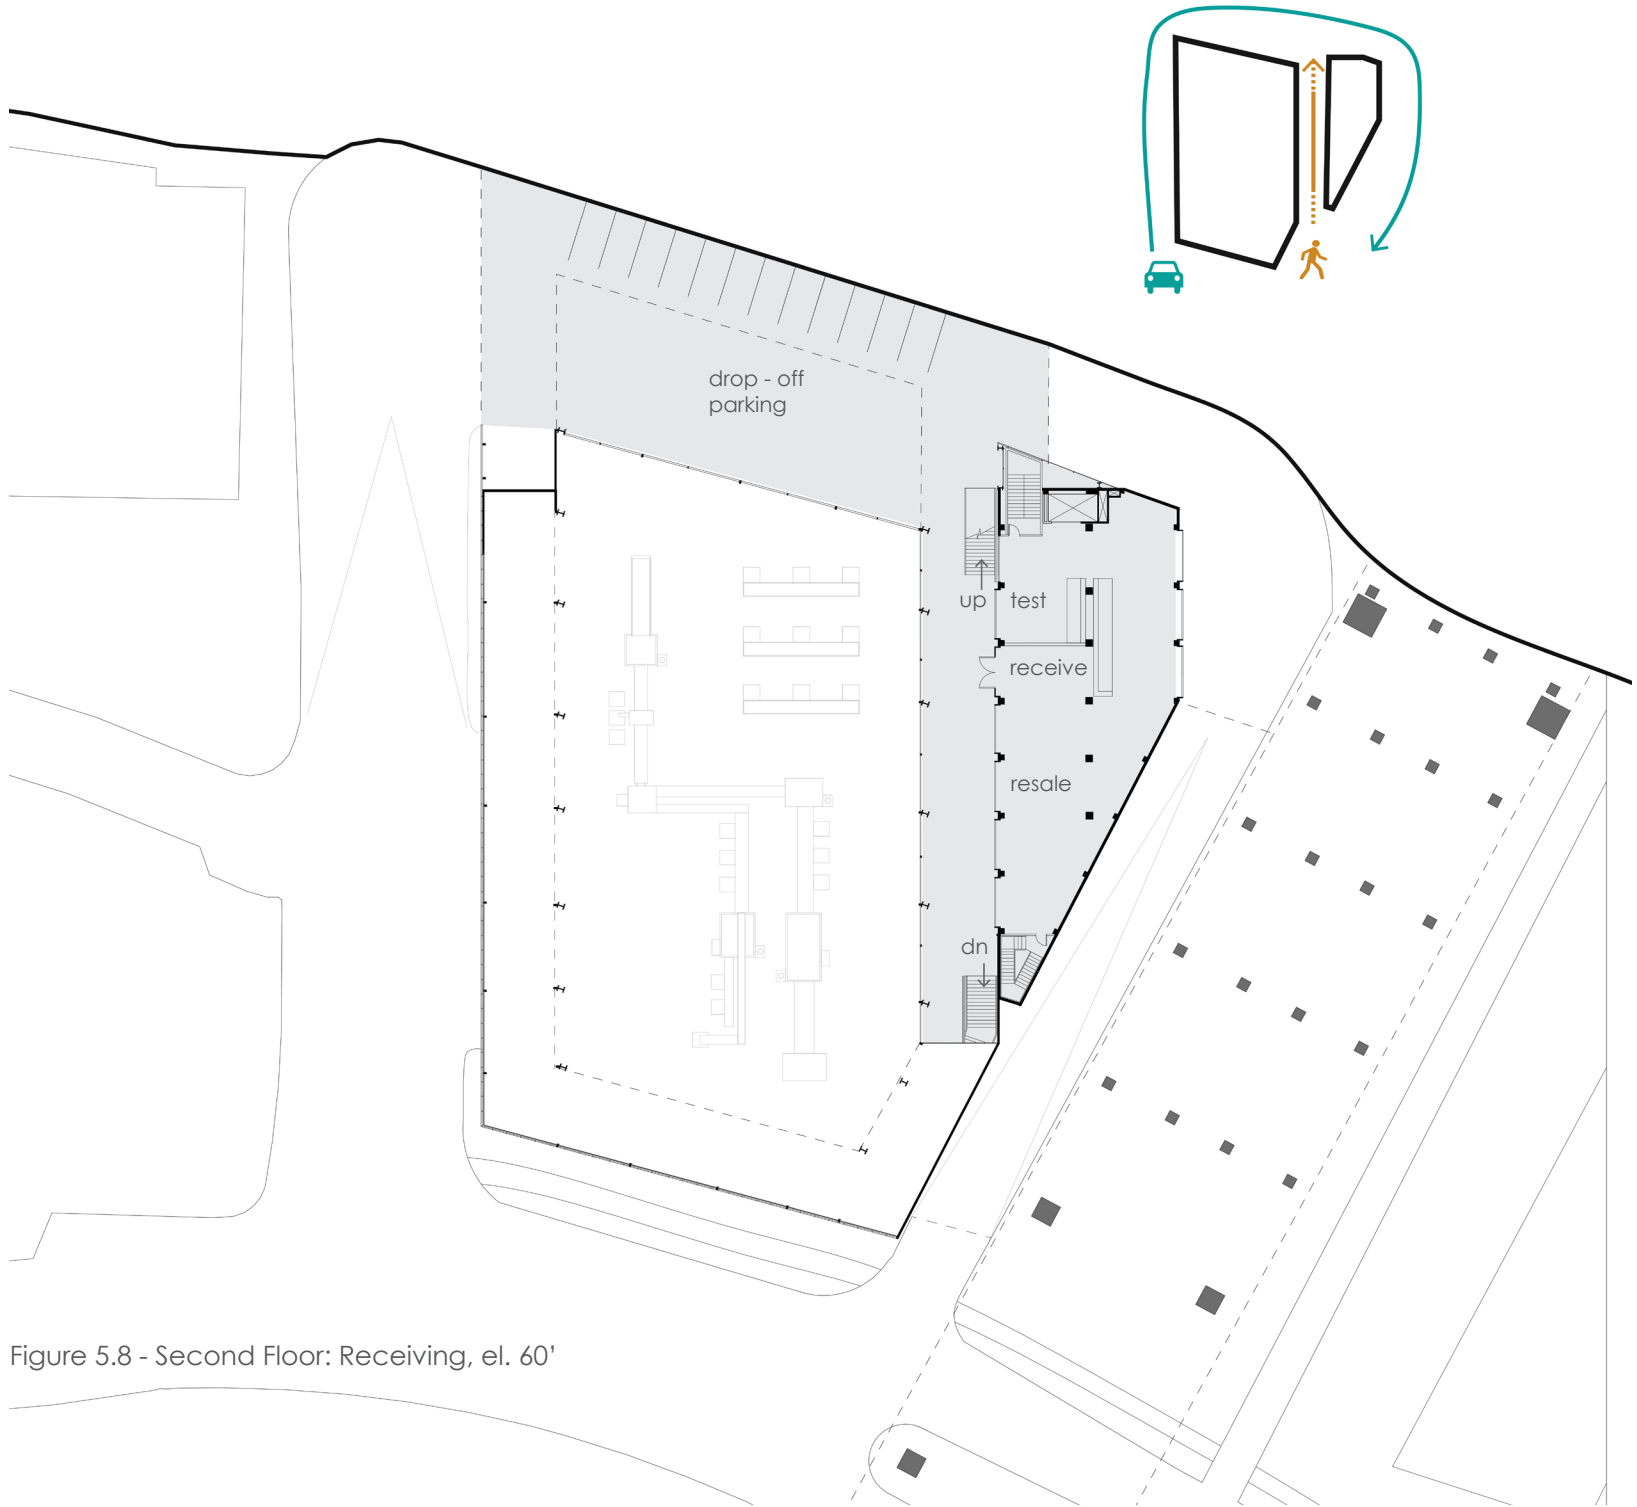 drop - off
parking
up
test
receive
resale
dn
Figure 5.8 - Second Floor: Receiving, el. 60’